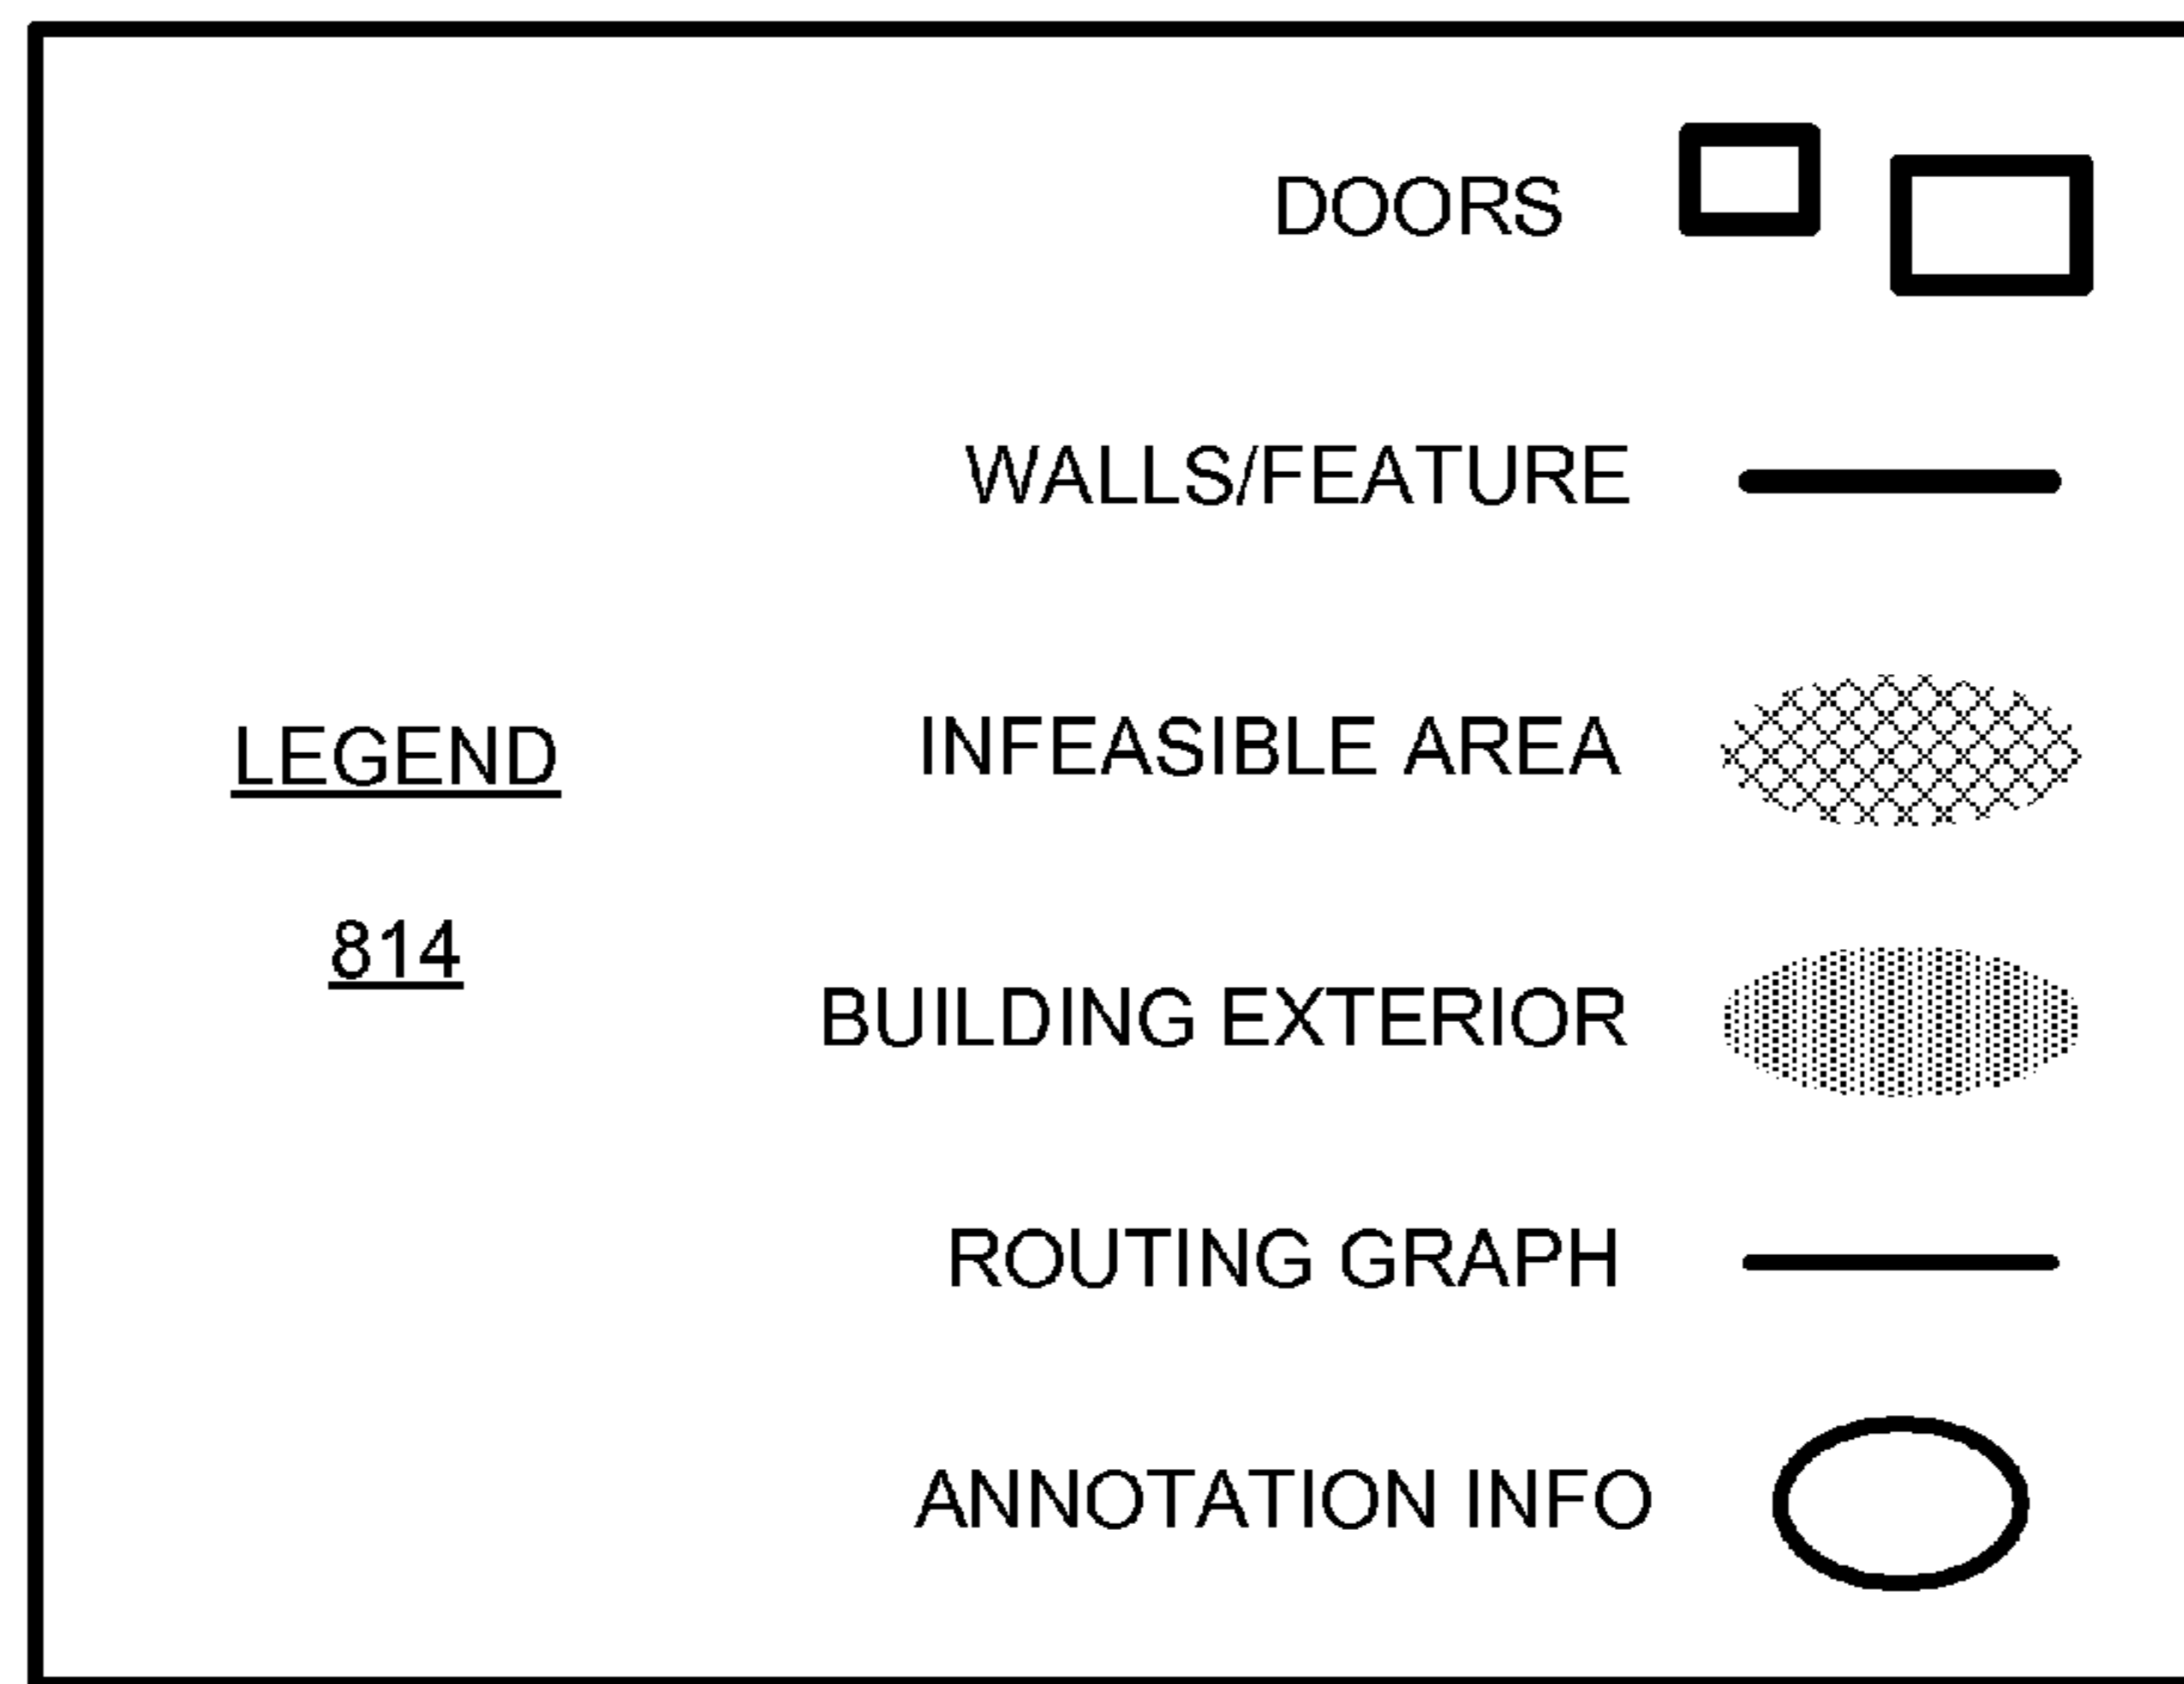 DOORS
WALLS/FEATURE
LEGEND
814
INFEASIBLE AREA
BUILDING EXTERIOR
ROUTING GRAPH
ANNOTATION INFO